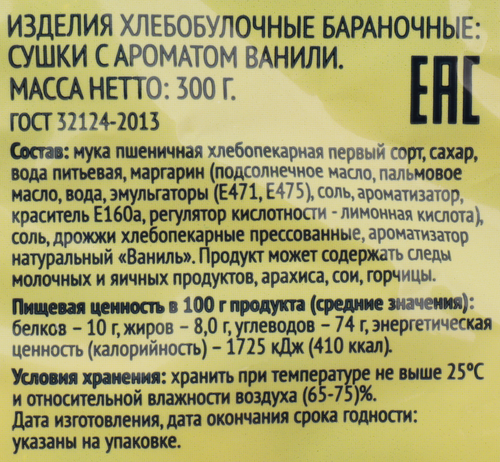 ИЗДЕЛИЯ ХЛЕБОБУЛОЧНЫЕ БАРАНОЧНЫЕ:
СУШКИ С АРОМАТОМ ВАНИЛИ.
МАССА НЕТТО: 300 Г.
ЕАС
ГОСТ 32124-2013
Состав: мука пшеничная хлебопекарная первый сорт, сахар,
вода питьевая, маргарин (подсолнечное масло, пальмовое
масло, вода, эмульгаторы (Е471, Е475), соль, ароматизатор,
краситель Е160а, регулятор кислотности - лимонная кислота),
соль, дрожжи хлебопекарные прессованные, ароматизатор
натуральный «Ваниль». Продукт может содержать следы
молочных и яичных продуктов, арахиса, сои, горчицы.
Пищевая ценность в 100 г продукта (средние значения):
белков – 10 г, жиров – 8,0 г, углеводов – 74 г, энергетическая
ценность (калорийность) – 1725 кДж (410 ккал).
Условия хранения: хранить при температуре не выше 25°С
и относительной влажности воздуха (65-75)%.
Дата изготовления, дата окончания срока годности:
указаны на упаковке.